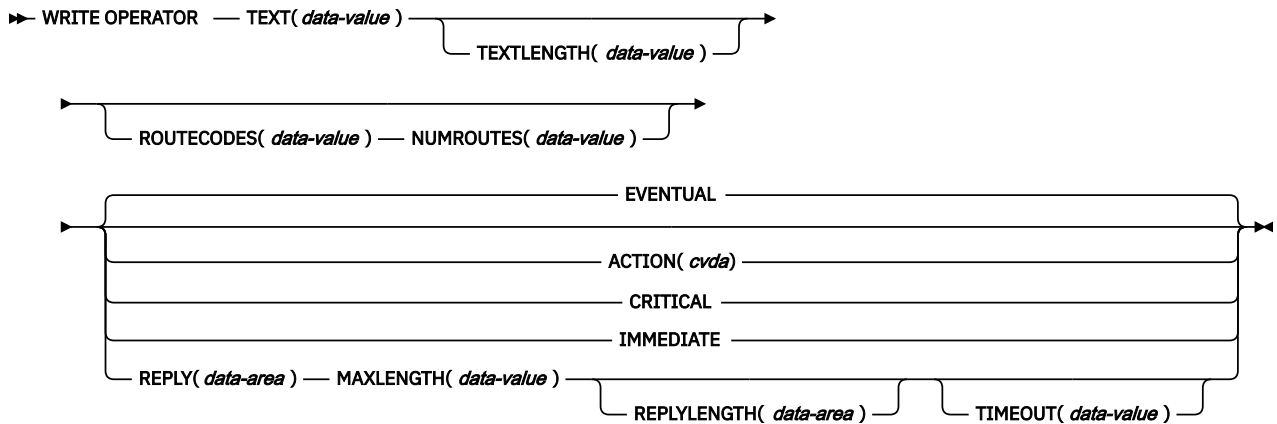 WRITE OPERATOR TEXT( data-value )
TEXTLENGTH( data-value )
ROUTECODES( data-value ) NUMROUTES( data-value )
EVENTUAL
ACTION( cvda)
CRITICAL
IMMEDIATE
REPLY( data-area ) MAXLENGTH( data-value )
REPLYLENGTH( data-area ) TIMEOUT( data-value )